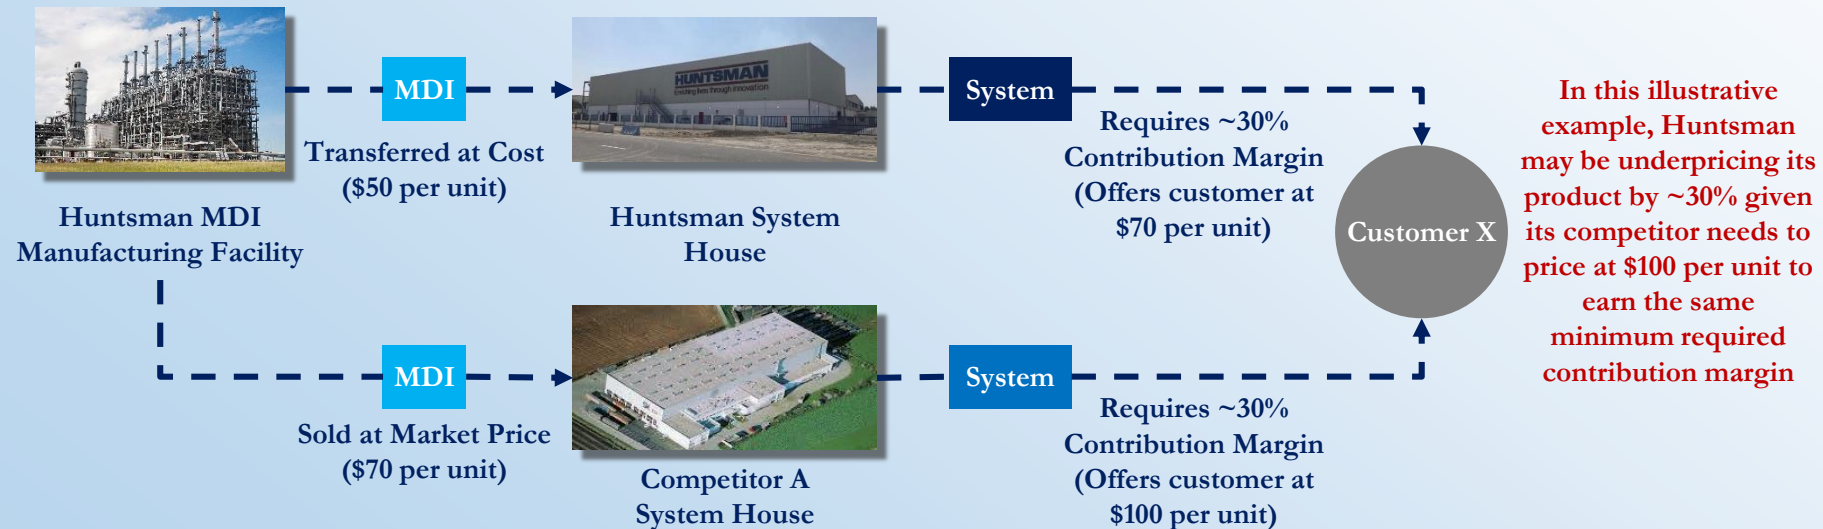 MDI
Transferred at Cost
($50 per unit)
Huntsman MDI
Manufacturing Facility
HUNTSMAN
Enriching lives through innovation
Huntsman System
House
System
Requires ~30%
Contribution Margin
(Offers customer at
$70 per unit)
Customer X
In this illustrative
example, Huntsman
may be underpricing its
product by ~30% given
its competitor needs to
price at $100 per unit to
earn the same
minimum required
contribution margin
MDI
Sold at Market Price
($70 per unit)
Competitor A
System House
System
Requires ~30%
Contribution Margin
(Offers customer at
$100 per unit)